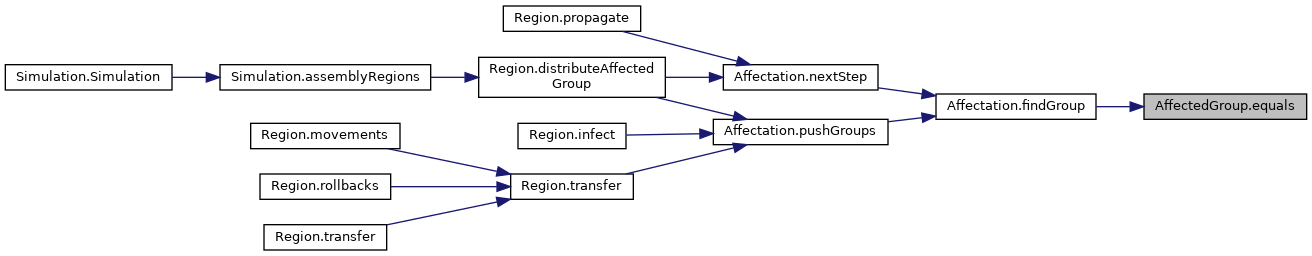 Region.propagate
Simulation.Simulation
Simulation.assemblyRegions
Region.distributeAffected
Group
Affectation.nextStep
Affectation.findGroup
AffectedGroup.equals
Region.movements
Region.infect
Affectation.pushGroups
Region.rollbacks
Region.transfer
Region.transfer